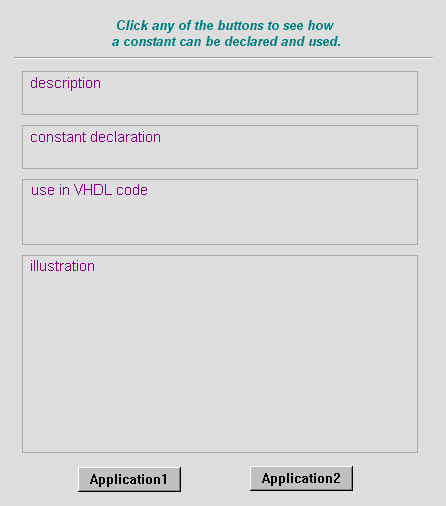 Click any of the buttons to see how
a constant can be declared and used.
description
constant declaration
use in VHDL code
illustration
Application1
Application2